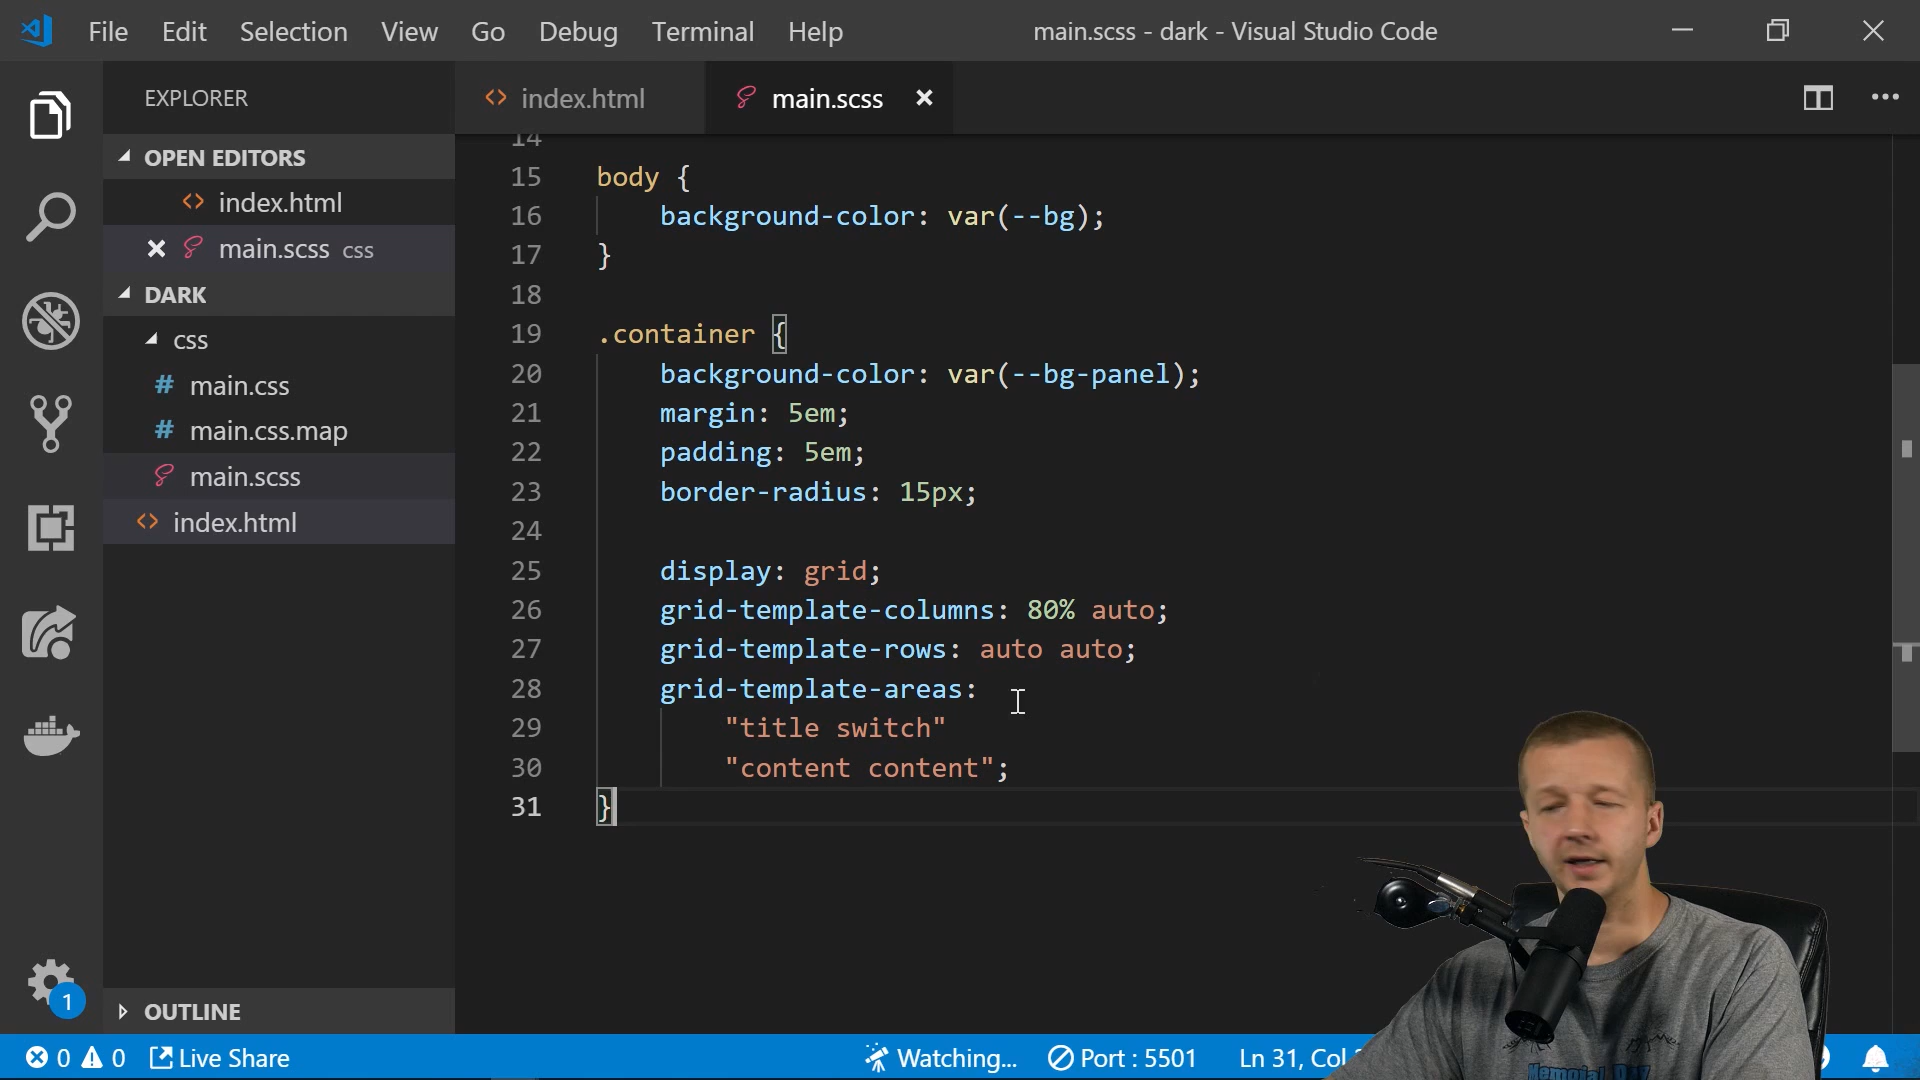 File Edit Selection View Go Debug Terminal Help main.scss - dark - Visual Studio Code
EXPLORER
OPEN EDITORS
index.html
main.scss css
DARK
css
main.css
main.css.map
main.scss
index.html
OUTLINE
index.html main.scss
14
15 body {
16 background-color: var(--bg);
17 }
18
19 .container {
20 background-color: var(--bg-panel);
21 margin: 5em;
22 padding: 5em;
23 border-radius: 15px;
24
25 display: grid;
26 grid-template-columns: 80% auto;
27 grid-template-rows: auto auto;
28 grid-template-areas:
29 "title switch"
30 "content content";
31 }
1
0 0 Live Share Watching... Port : 5501 Ln 31, Col
Memorial Day